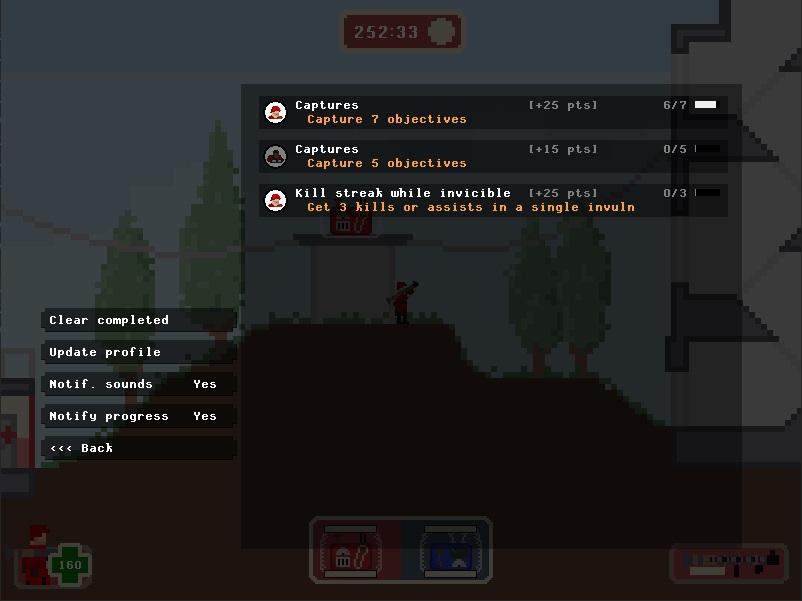 252:33
Captures [+25 pts] 6/7
Capture 7 objectives
Captures [+15 pts] 0/5
Capture 5 objectives
Kill streak while invicible [+25 pts] 0/3
Get 3 kills or assists in a single invuln
Clear completed
Update profile
Notif. sounds Yes
Notify progress Yes
<<< Back
160